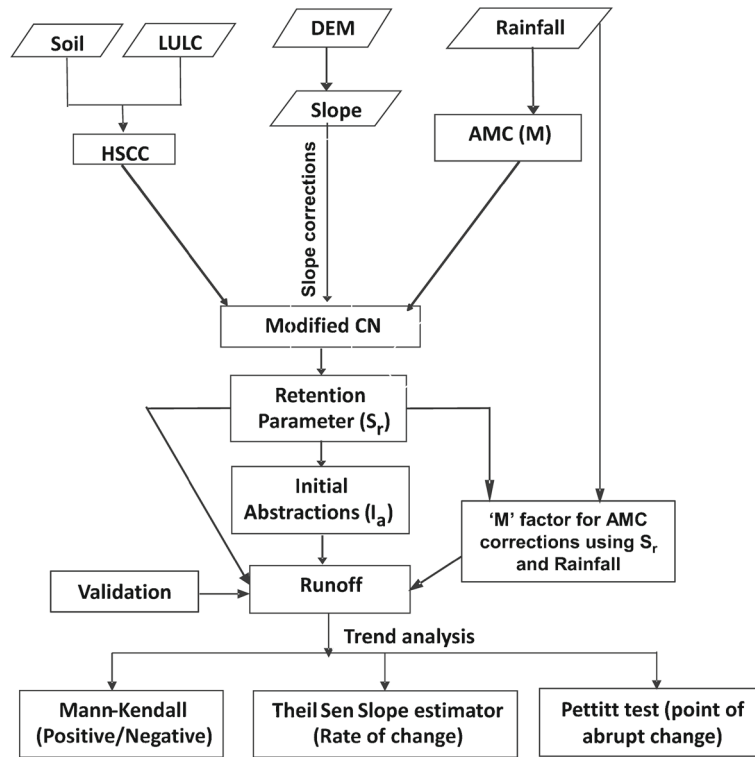 Soil
LULC
DEM
Rainfall
Slope
HSCC
AMC (M)
Slope corrections
Modified CN
Retention
Parameter (Sr)
Initial
Abstractions (Ia)
'M' factor for AMC
corrections using Sr
and Rainfall
Validation
Runoff
Trend analysis
Mann-Kendall
(Positive/Negative)
Theil Sen Slope estimator
(Rate of change)
Pettitt test (point of
abrupt change)